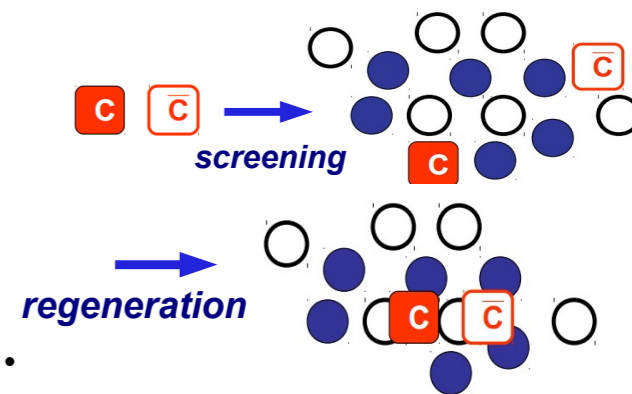 C C̅ C̅
screening
C
regeneration C C̅
•